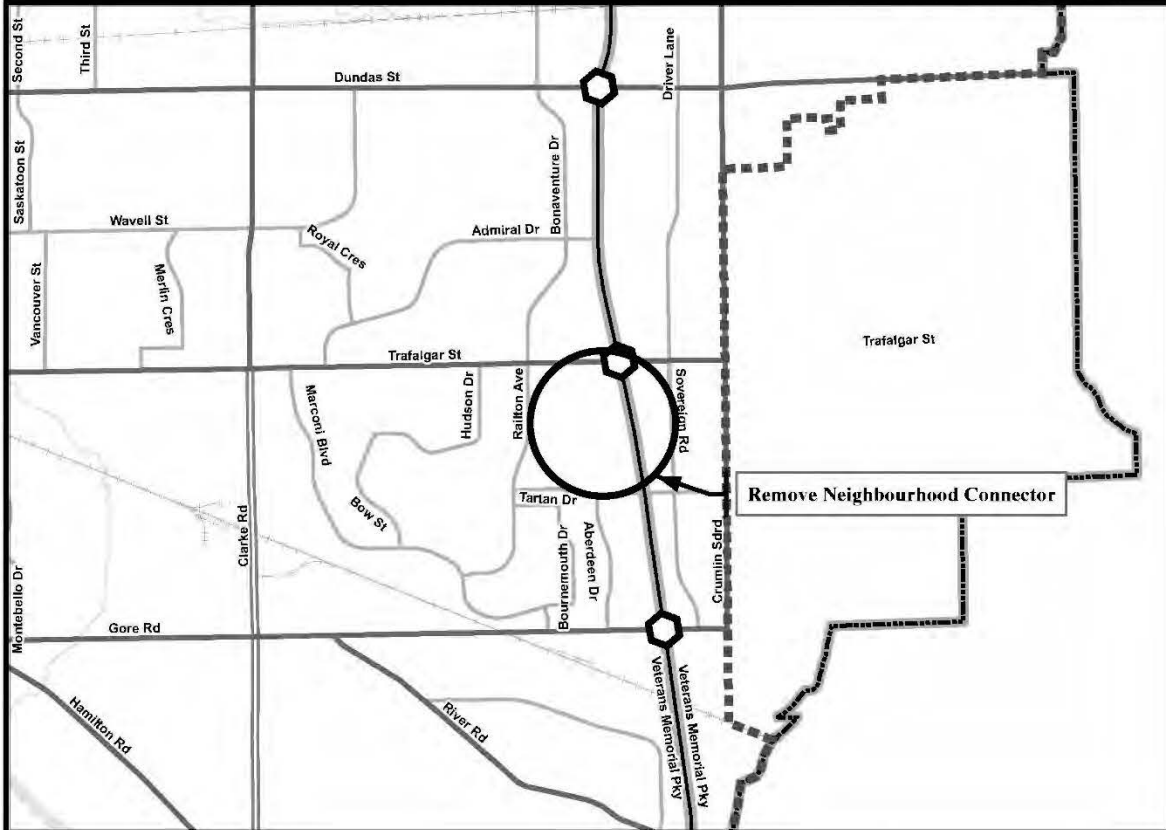 Second St
Third St
Dundas St
Driver Lane
Saskatoon St
Bonaventure Dr
Wavell St
Admiral Dr
Royal Cres
Vancouver St
Merlin Cres
Trafalgar St
Trafalgar St
Hudson Dr
Railton Ave
Sovereign Rd
Marconi Blvd
Remove Neighbourhood Connector
Tartan Dr
Bow St
Clarke Rd
Bournemouth Dr
Aberdeen Dr
Crumlin Sdrd
Montebello Dr
Gore Rd
Veterans Memorial Pky
Veterans Memorial Pky
Hamilton Rd
River Rd